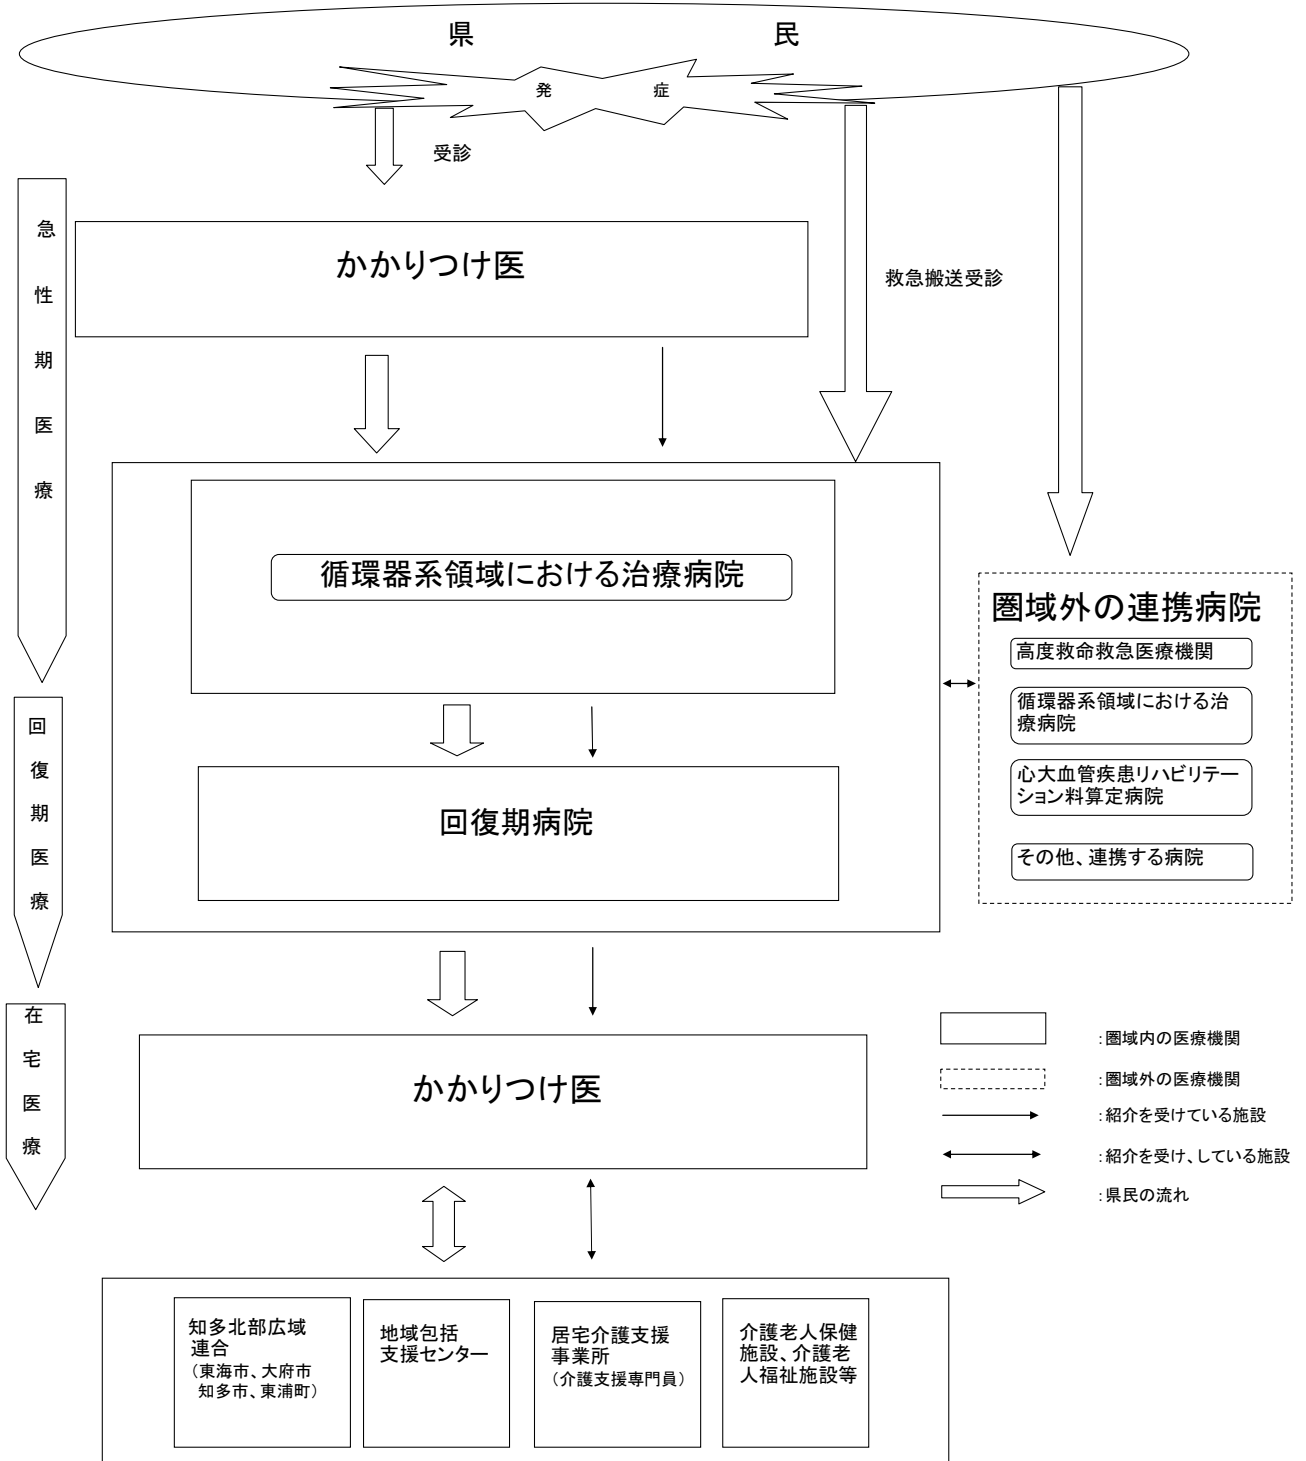 県民
発症
受診
急性期医療
かかりつけ医
救急搬送受診
循環器系領域における治療病院
圏域外の連携病院
高度救命救急医療機関
循環器系領域における治
療病院
心大血管疾患リハビリテー
ション料算定病院
その他、連携する病院
回復期医療
回復期病院
在宅医療
かかりつけ医
:圏域内の医療機関
:圏域外の医療機関
:紹介を受けている施設
:紹介を受け、している施設
:県民の流れ
知多北部広域
連合
(東海市、大府市
知多市、東浦町)
地域包括
支援センター
居宅介護支援
事業所
(介護支援専門員)
介護老人保健
施設、介護老
人福祉施設等